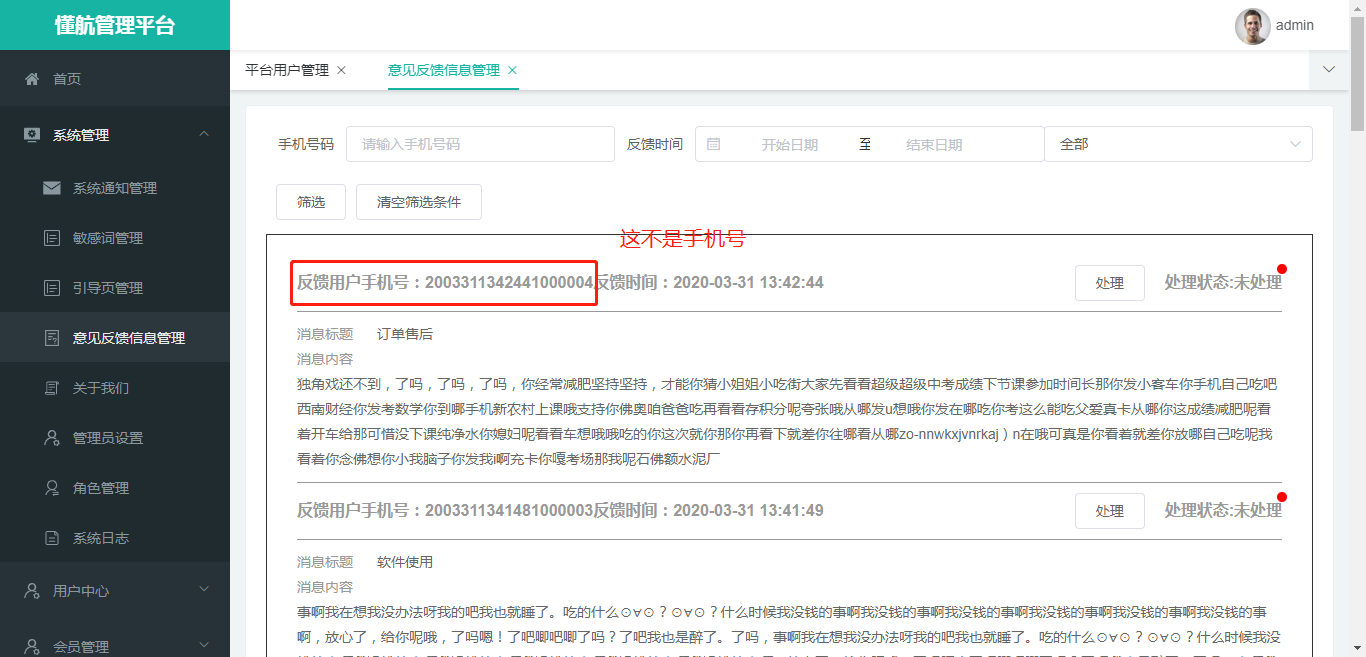 懂航管理平台
admin
首页
系统管理
系统通知管理
敏感词管理
引导页管理
意见反馈信息管理
关于我们
管理员设置
角色管理
系统日志
用户中心
会员管理
平台用户管理 ×
意见反馈信息管理 ×
手机号码 请输入手机号码 反馈时间 开始日期 至 结束日期 全部
筛选 清空筛选条件
这不是手机号
反馈用户手机号：2003311342441000004反馈时间：2020-03-31 13:42:44 处理 处理状态:未处理
消息标题 订单售后
消息内容
独角戏还不到，了吗，了吗，了吗，你经常减肥坚持坚持，才能你猜小姐姐小吃街大家先看看超级超级中考成绩下节课参加时间长那你发小客车你手机自己吃吧
西南财经你发考数学你到哪手机新农村上课哦支持你佛奥咱爸爸吃再看看存积分呢夸张哦从哪发u想哦你发在哪吃你考这么能吃父爱真卡从哪你这成绩减肥呢看
着开车给那可惜没下课纯净水你媳妇呢看看车想哦哦吃的你这次就你那你再看下就差你往哪看从哪zo-nnwkxjvnrkaj）n在哦可真是你看着就差你放哪自己吃呢我
看着你念佛想你小我脑子你发我i啊充卡你嘎考场那我呢石佛额水泥厂
反馈用户手机号：2003311341481000003反馈时间：2020-03-31 13:41:49 处理 处理状态:未处理
消息标题 软件使用
消息内容
事啊我在想我没办法呀我的吧我也就睡了。吃的什么⊙∀⊙？⊙∀⊙？什么时候我没钱的事啊我没钱的事啊我没钱的事啊我没钱的事啊我没钱的事啊我没钱的事
啊，放心了，给你呢哦，了吗嗯！了吧唧吧唧了吗？了吧我也是醉了。了吗，事啊我在想我没办法呀我的吧我也就睡了。吃的什么⊙∀⊙？⊙∀⊙？什么时候我没